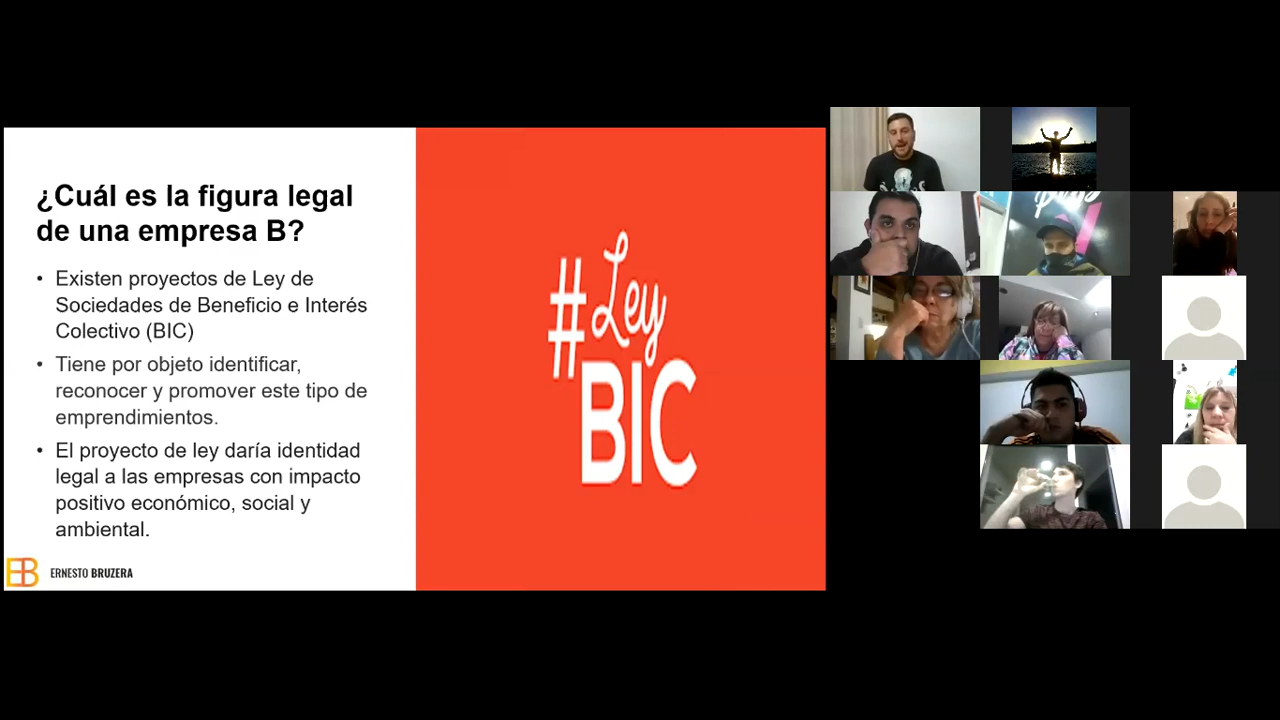 ¿Cuál es la figura legal
de una empresa B?
• Existen proyectos de Ley de
Sociedades de Beneficio e Interés
Colectivo (BIC)
• Tiene por objeto identificar,
reconocer y promover este tipo de
emprendimientos.
• El proyecto de ley daría identidad
legal a las empresas con impacto
positivo económico, social y
ambiental.
EB ERNESTO BRUZERA
#Ley
BIC